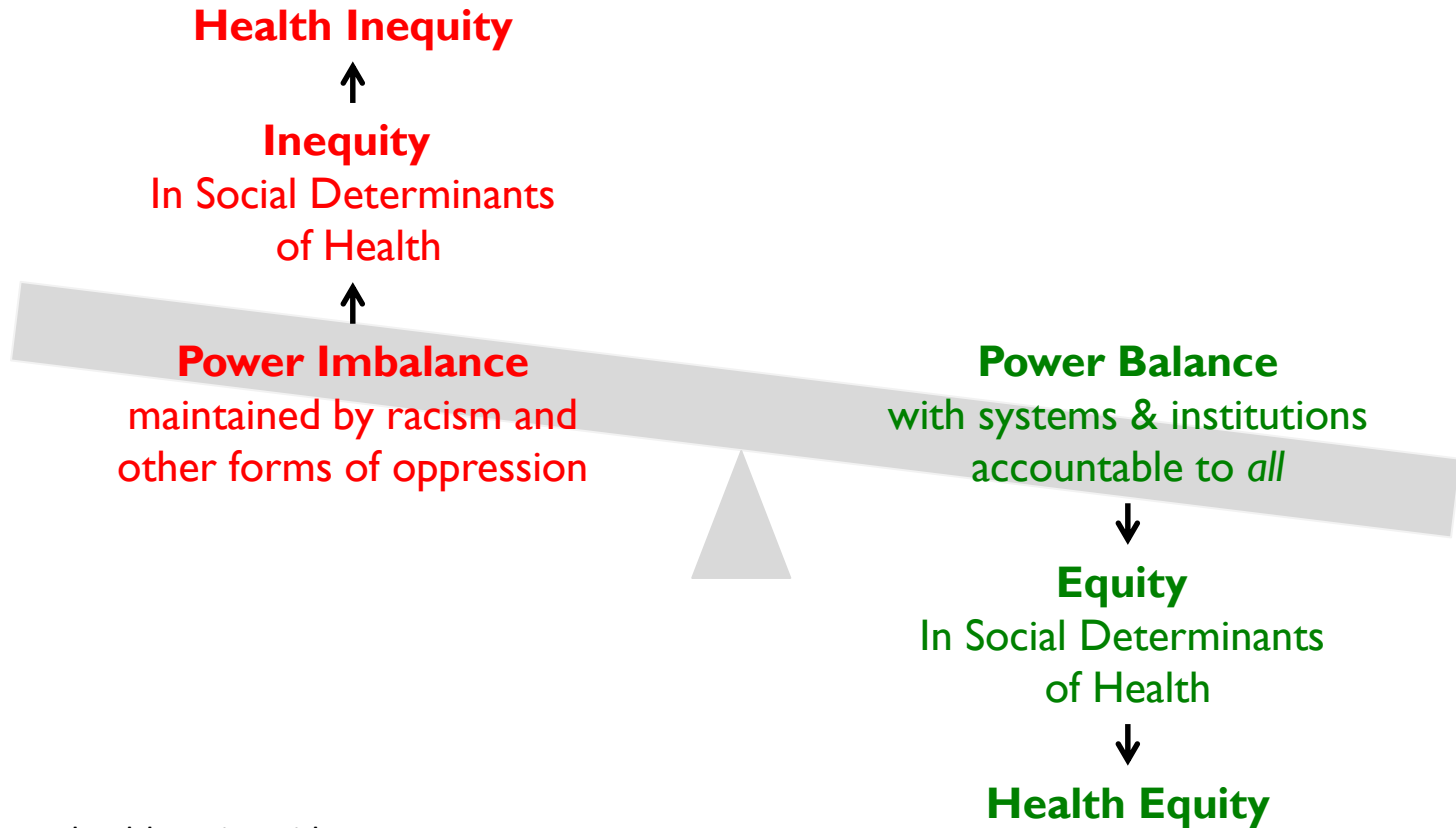 Health Inequity
Inequity
In Social Determinants
of Health
Power Imbalance
maintained by racism and
other forms of oppression
Power Balance
with systems & institutions
accountable to all
Equity
In Social Determinants
of Health
Health Equity